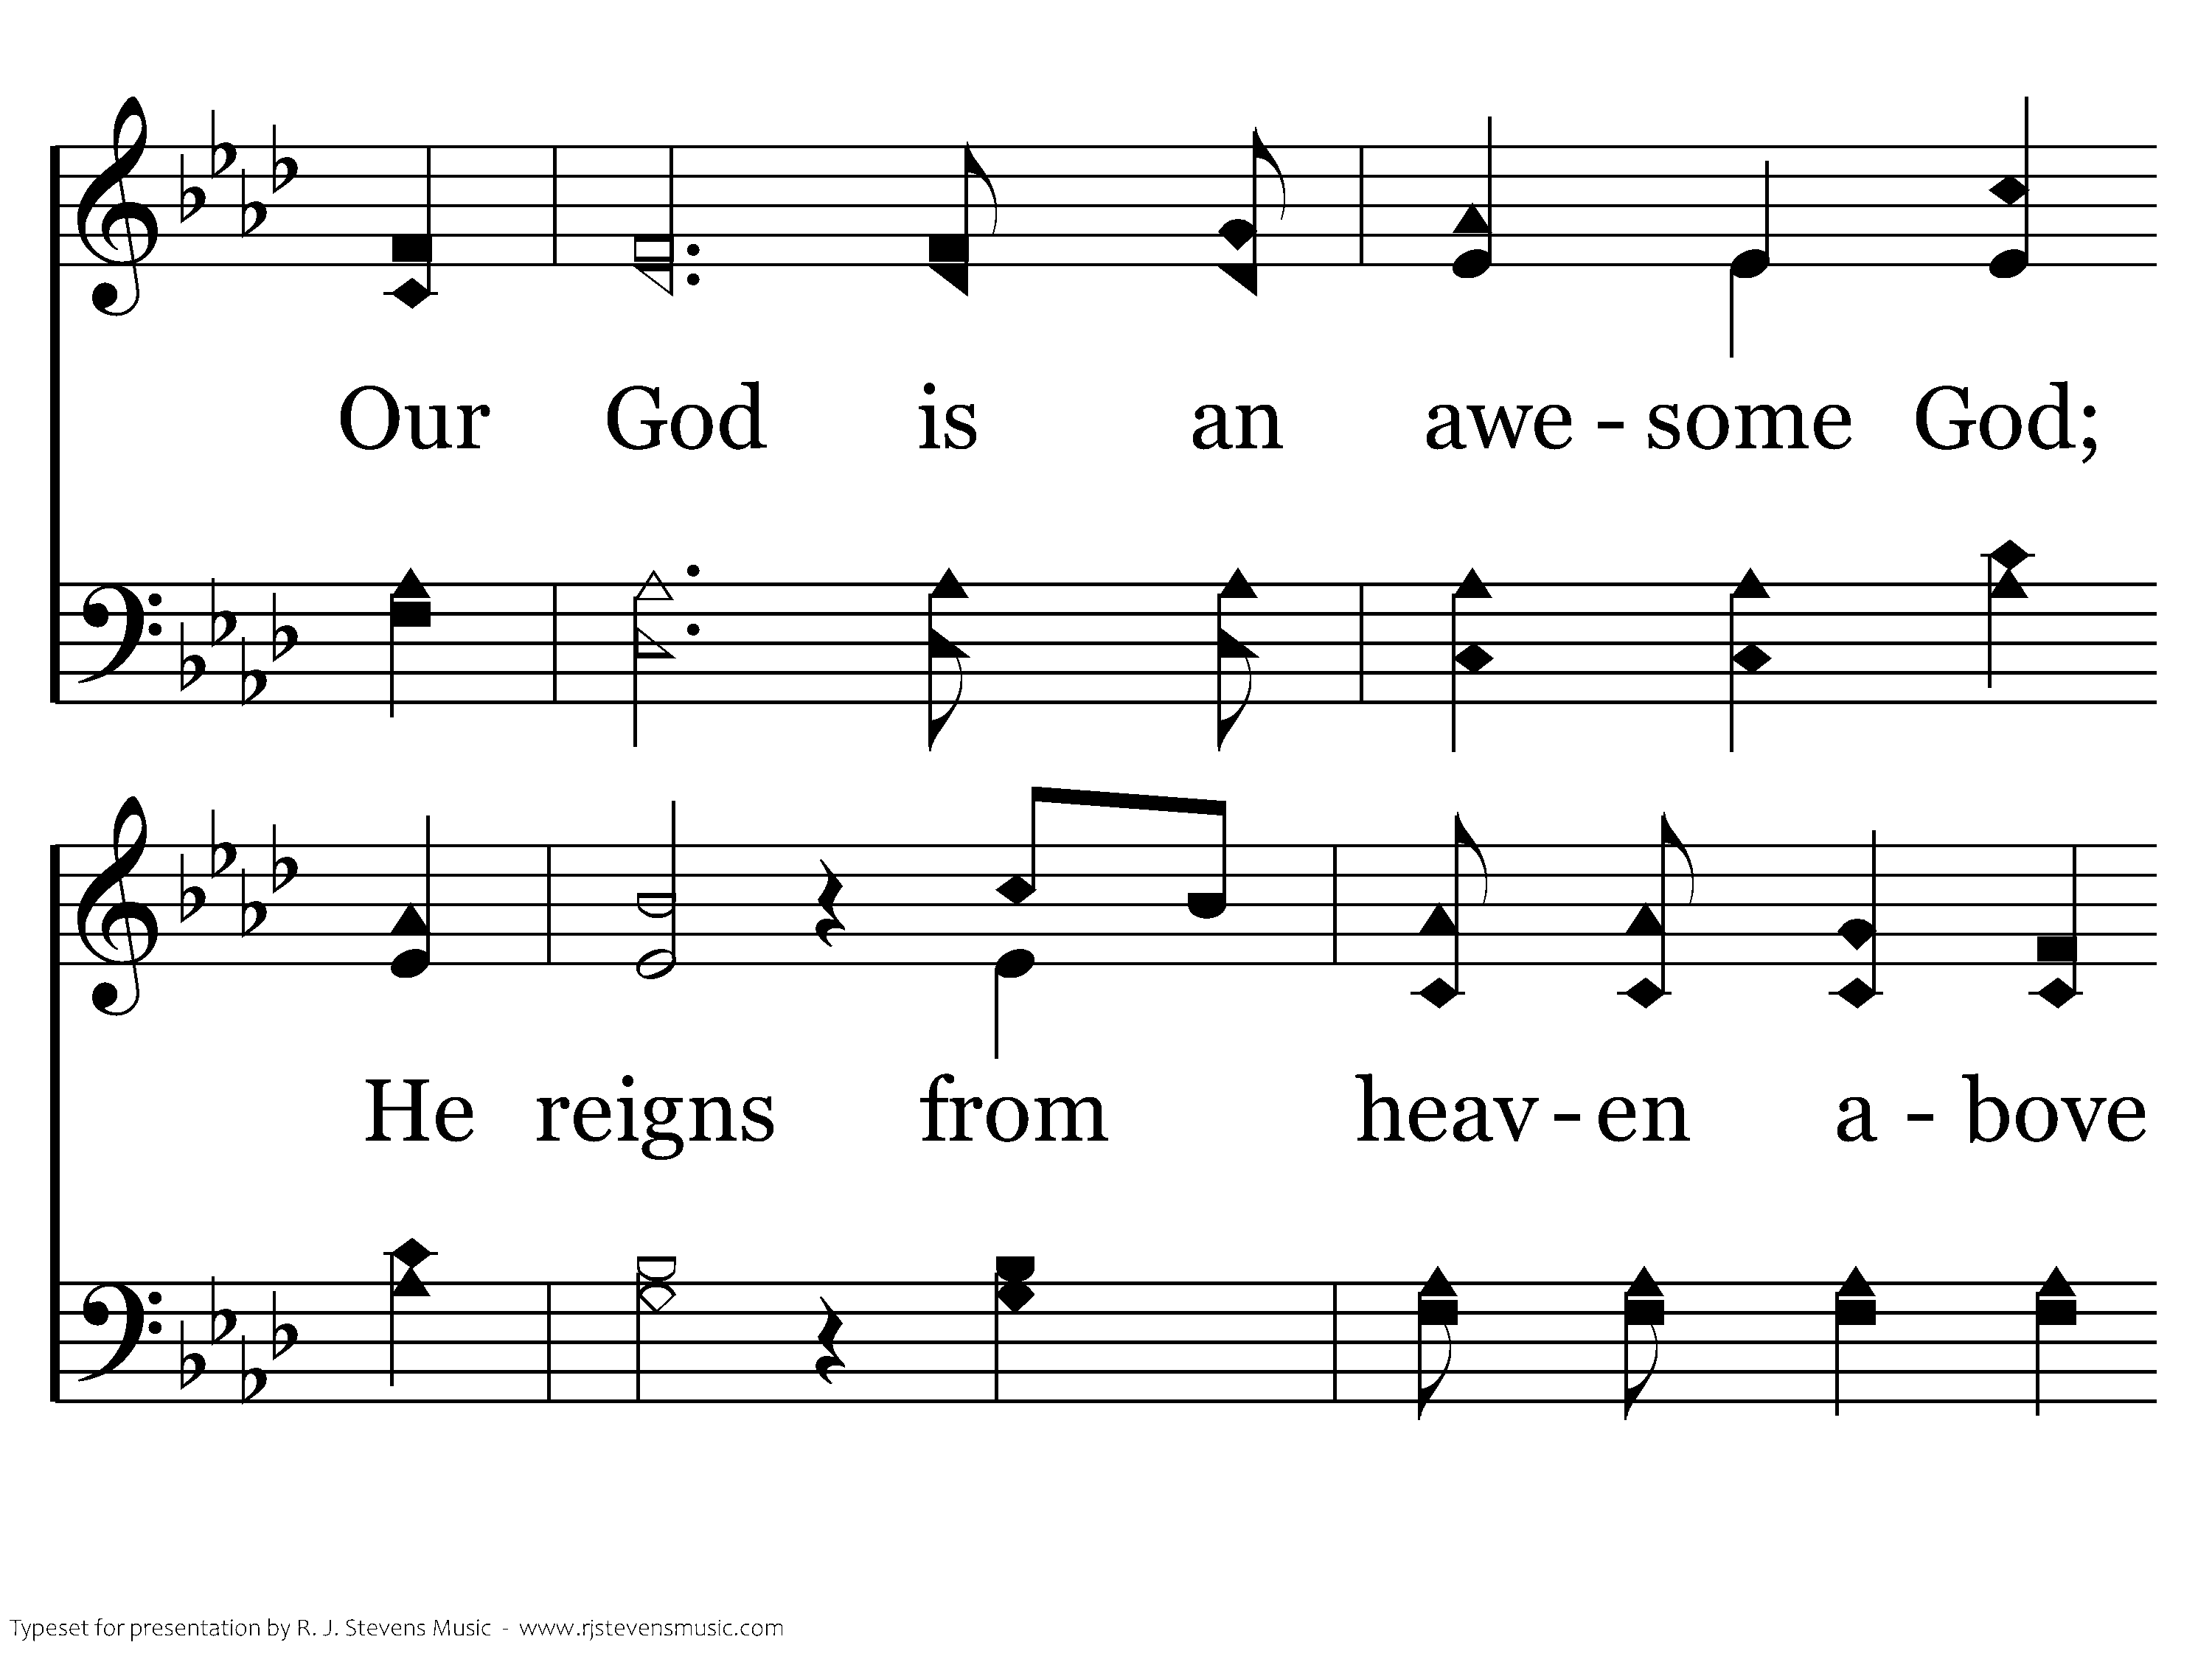 Our God is an awe - some God;
He reigns from heav - en a - bove
Typeset for presentation by R. J. Stevens Music - www.rjstevensmusic.com